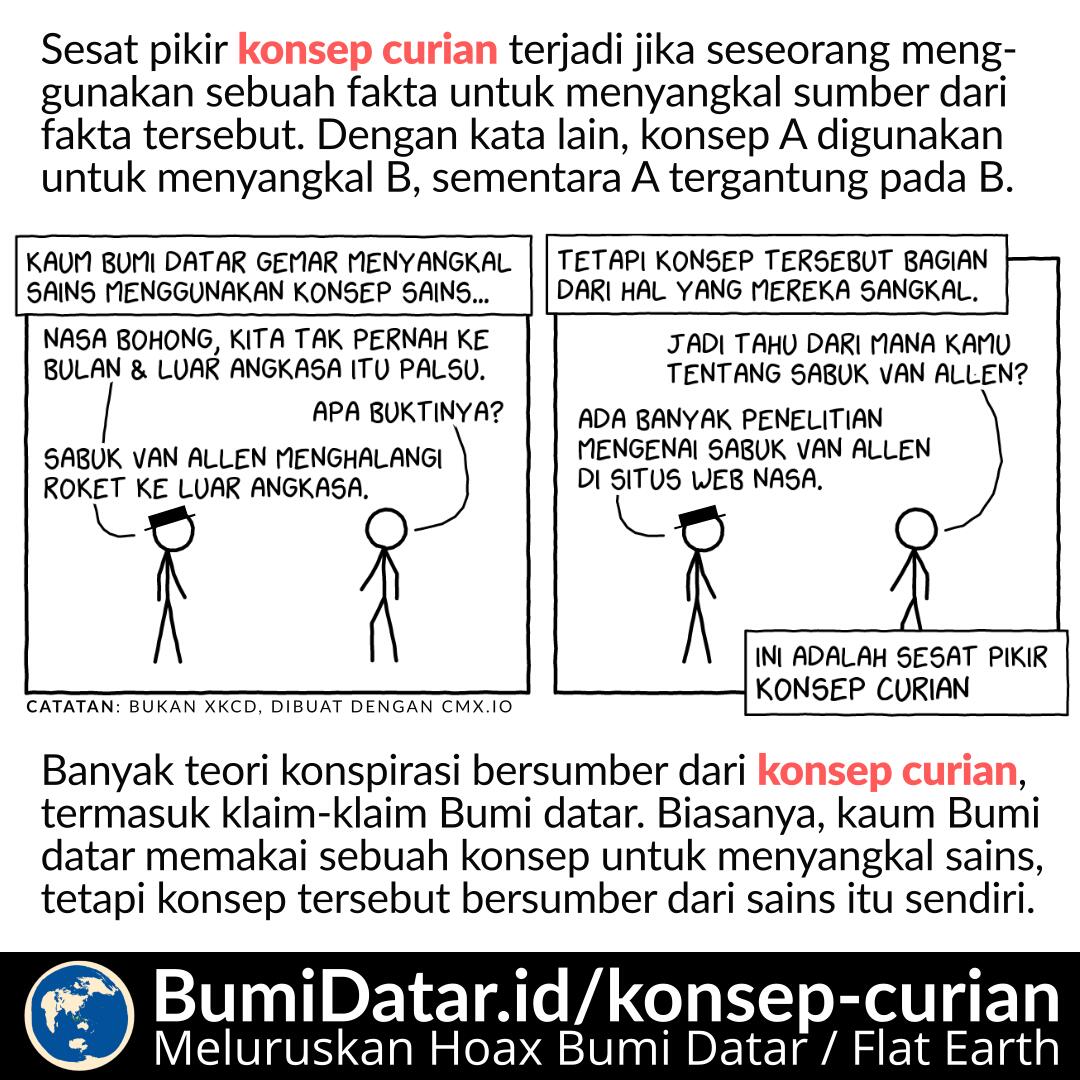 Sesat pikir konsep curian terjadi jika seseorang meng-
gunakan sebuah fakta untuk menyangkal sumber dari
fakta tersebut. Dengan kata lain, konsep A digunakan
untuk menyangkal B, sementara A tergantung pada B.
KAUM BUMI DATAR GEMAR MENYANGKAL
SAINS MENGGUNAKAN KONSEP SAINS...
NASA BOHONG, KITA TAK PERNAH KE
BULAN & LUAR ANGKASA ITU PALSU.
APA BUKTINYA?
SABUK VAN ALLEN MENGHALANGI
ROKET KE LUAR ANGKASA.
TETAPI KONSEP TERSEBUT BAGIAN
DARI HAL YANG MEREKA SANGKAL.
JADI TAHU DARI MANA KAMU
TENTANG SABUK VAN ALLEN?
ADA BANYAK PENELITIAN
MENGENAI SABUK VAN ALLEN
DI SITUS WEB NASA.
INI ADALAH SESAT PIKIR
KONSEP CURIAN
CATATAN: BUKAN XKCD, DIBUAT DENGAN CMX.IO
Banyak teori konspirasi bersumber dari konsep curian,
termasuk klaim-klaim Bumi datar. Biasanya, kaum Bumi
datar memakai sebuah konsep untuk menyangkal sains,
tetapi konsep tersebut bersumber dari sains itu sendiri.
BumiDatar.id/konsep-curian
Meluruskan Hoax Bumi Datar / Flat Earth